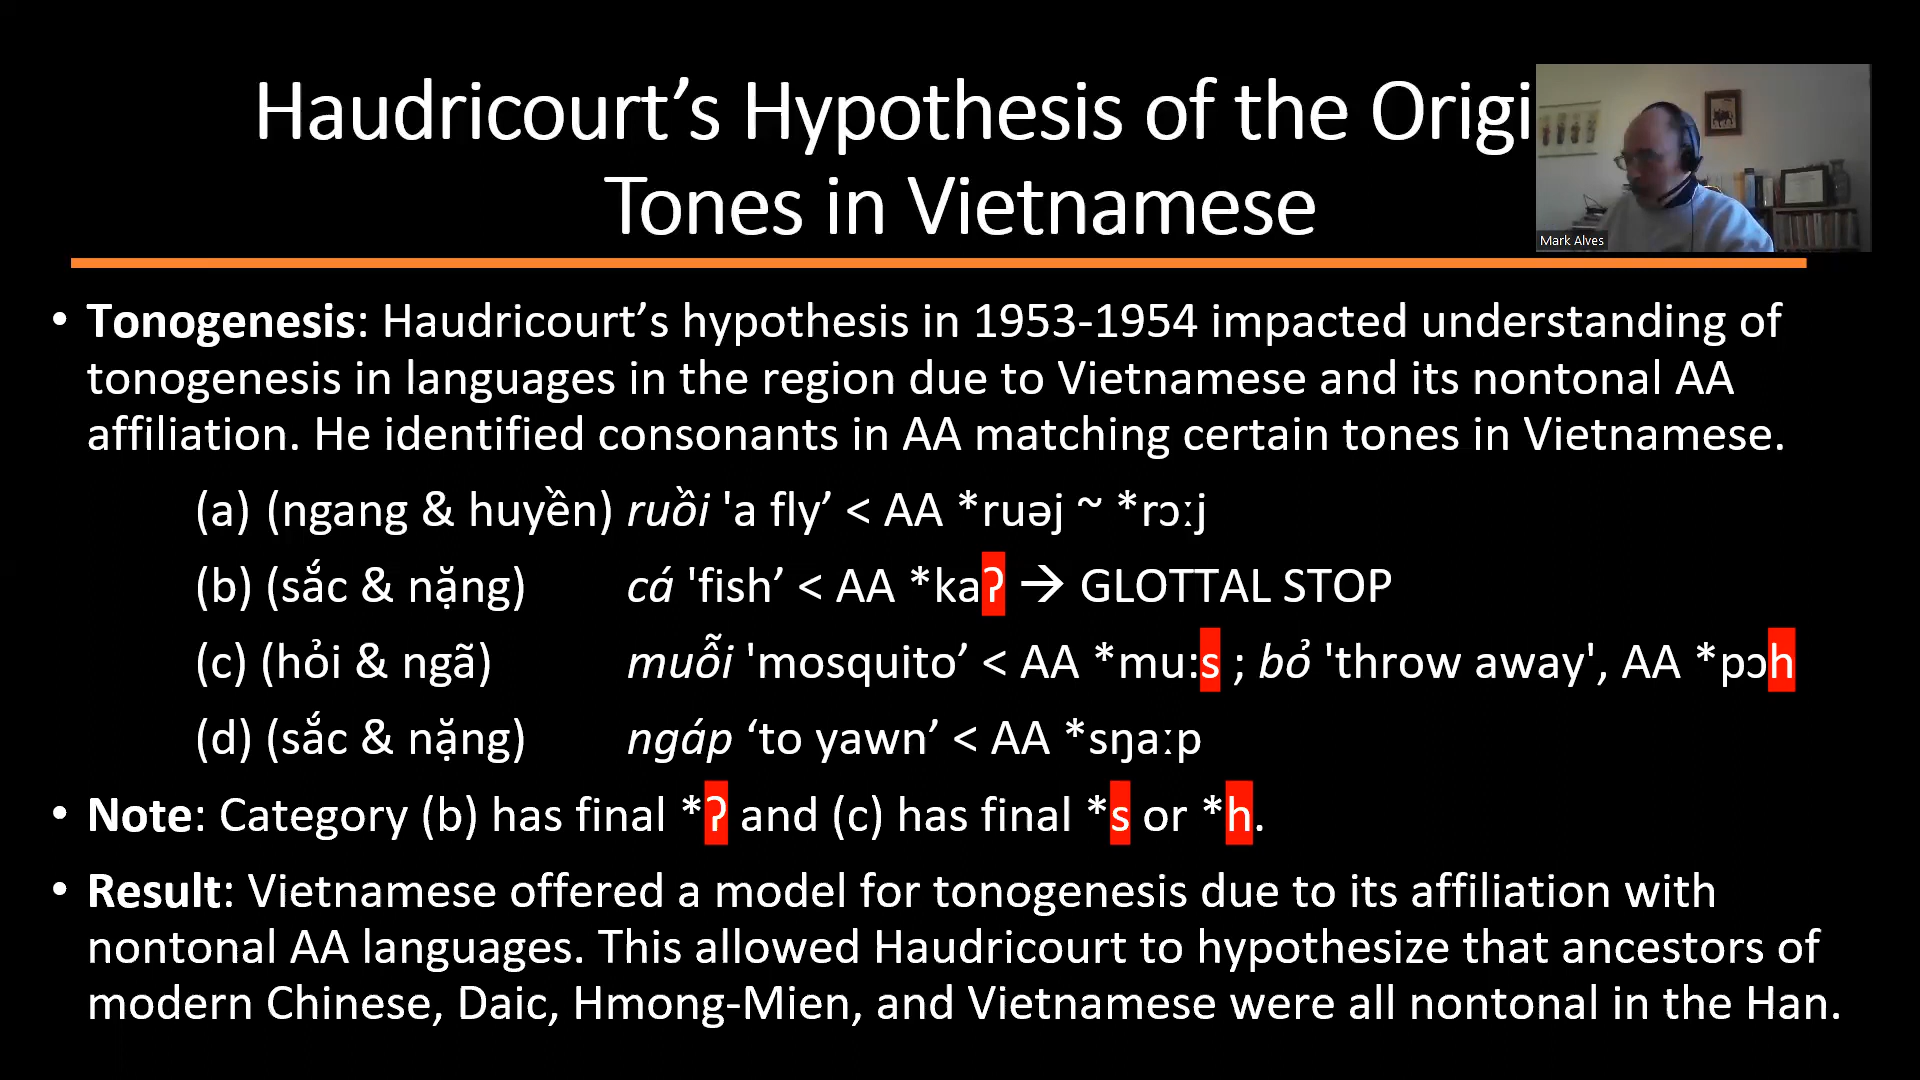 Haudricourt’s Hypothesis of the Origi
Tones in Vietnamese
Mark Alves
• Tonogenesis: Haudricourt’s hypothesis in 1953-1954 impacted understanding of
tonogenesis in languages in the region due to Vietnamese and its nontonal AA
affiliation. He identified consonants in AA matching certain tones in Vietnamese.
(a) (ngang & huyền) ruồi 'a fly’ < AA *ruəj ~ *rɔːj
(b) (sắc & nặng) cá 'fish’ < AA *kaʔ → GLOTTAL STOP
(c) (hỏi & ngã) muỗi 'mosquito’ < AA *mu:s ; bỏ 'throw away', AA *pɔh
(d) (sắc & nặng) ngáp ‘to yawn’ < AA *sŋaːp
• Note: Category (b) has final *ʔ and (c) has final *s or *h.
• Result: Vietnamese offered a model for tonogenesis due to its affiliation with
nontonal AA languages. This allowed Haudricourt to hypothesize that ancestors of
modern Chinese, Daic, Hmong-Mien, and Vietnamese were all nontonal in the Han.